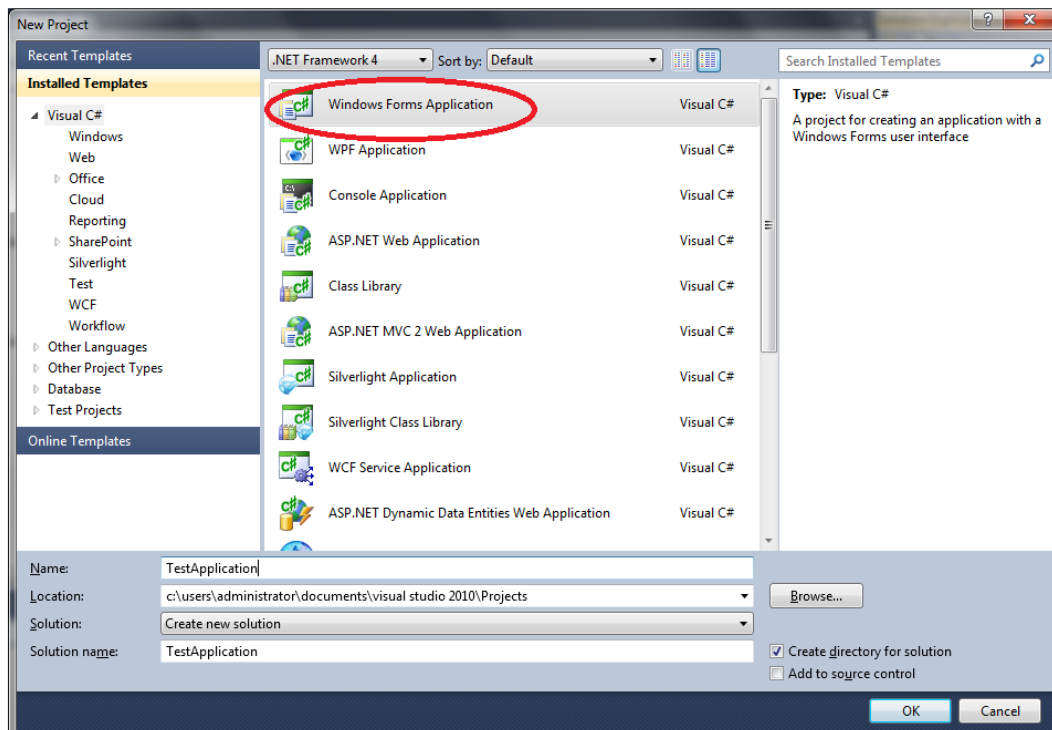 New Project
Recent Templates
Installed Templates
Visual C#
Windows
Web
Office
Cloud
Reporting
SharePoint
Silverlight
Test
WCF
Workflow
Other Languages
Other Project Types
Database
Test Projects
Online Templates
.NET Framework 4 Sort by: Default
Windows Forms Application Visual C#
WPF Application Visual C#
Console Application Visual C#
ASP.NET Web Application Visual C#
Class Library Visual C#
ASP.NET MVC 2 Web Application Visual C#
Silverlight Application Visual C#
Silverlight Class Library Visual C#
WCF Service Application Visual C#
ASP.NET Dynamic Data Entities Web Application Visual C#
Search Installed Templates
Type: Visual C#
A project for creating an application with a
Windows Forms user interface
Name: TestApplication
Location: c:\users\administrator\documents\visual studio 2010\Projects Browse...
Solution: Create new solution
Solution name: TestApplication
Create directory for solution
Add to source control
OK Cancel